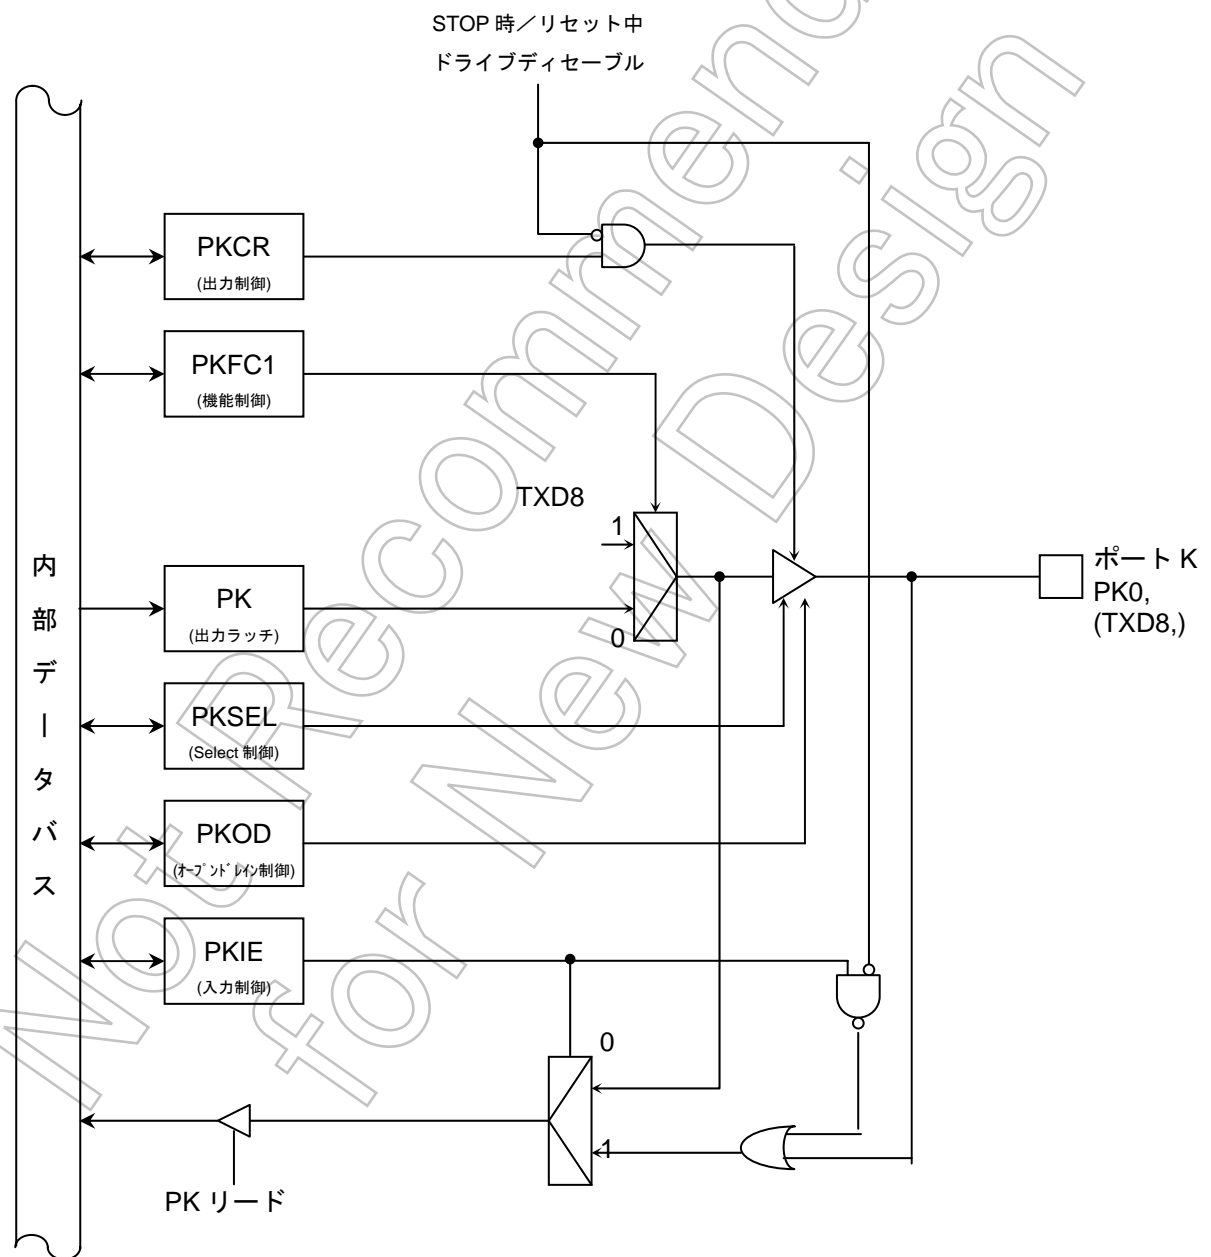 STOP 時／リセット中
ドライブディセーブル
PKCR
(出力制御)
PKFC1
(機能制御)
TXD8
1
0
PK
(出力ラッチ)
PKSEL
(Select 制御)
PKOD
(ｵｰﾌﾟﾝﾄﾞﾚｲﾝ制御)
PKIE
(入力制御)
0
1
PK リード
内部データバス
ポート K
PK0,
(TXD8,)
Not Recommend
for New Design